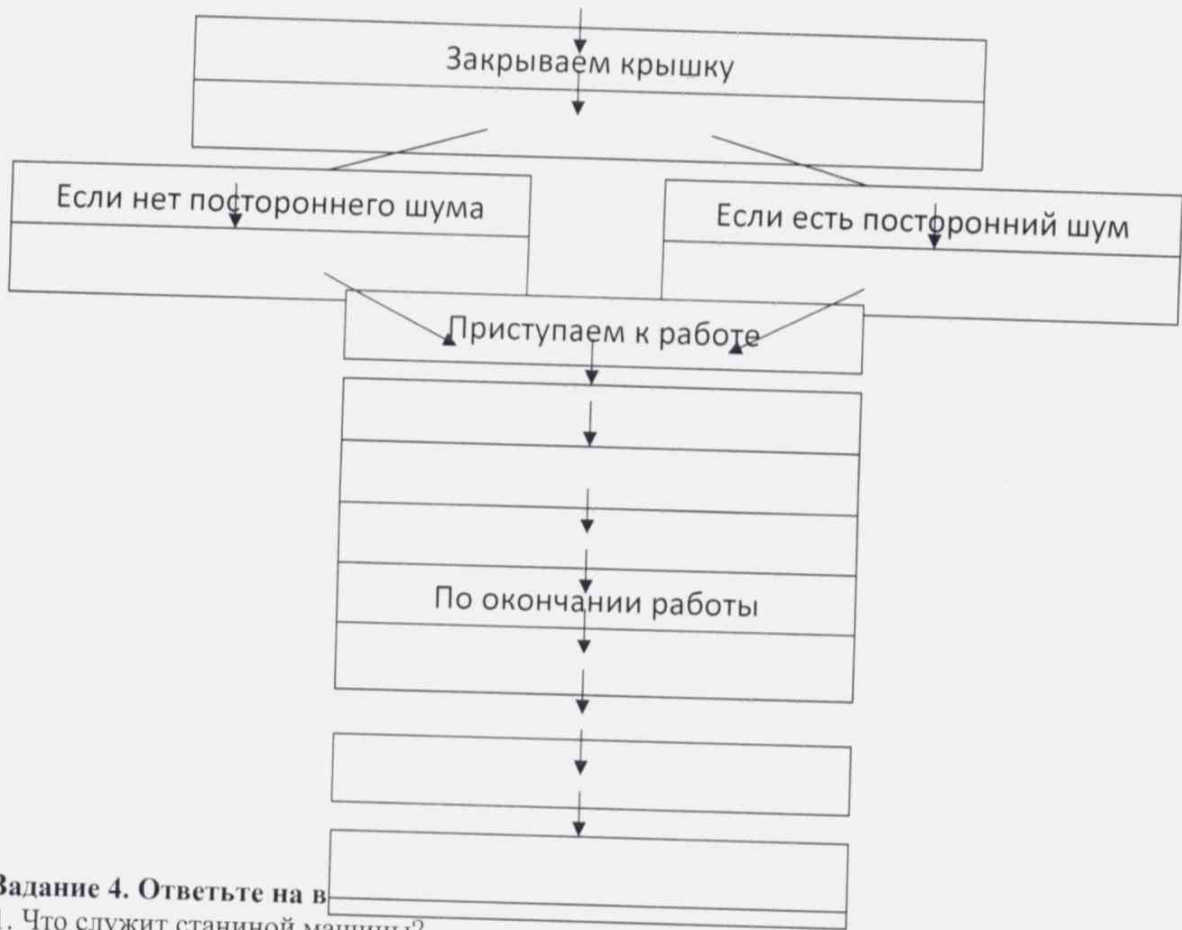 Закрываем крышку
Если нет постороннего шума
Если есть посторонний шум
Приступаем к работе
По окончании работы
Задание 4. Ответьте на в
1. Что служит станиной машины?